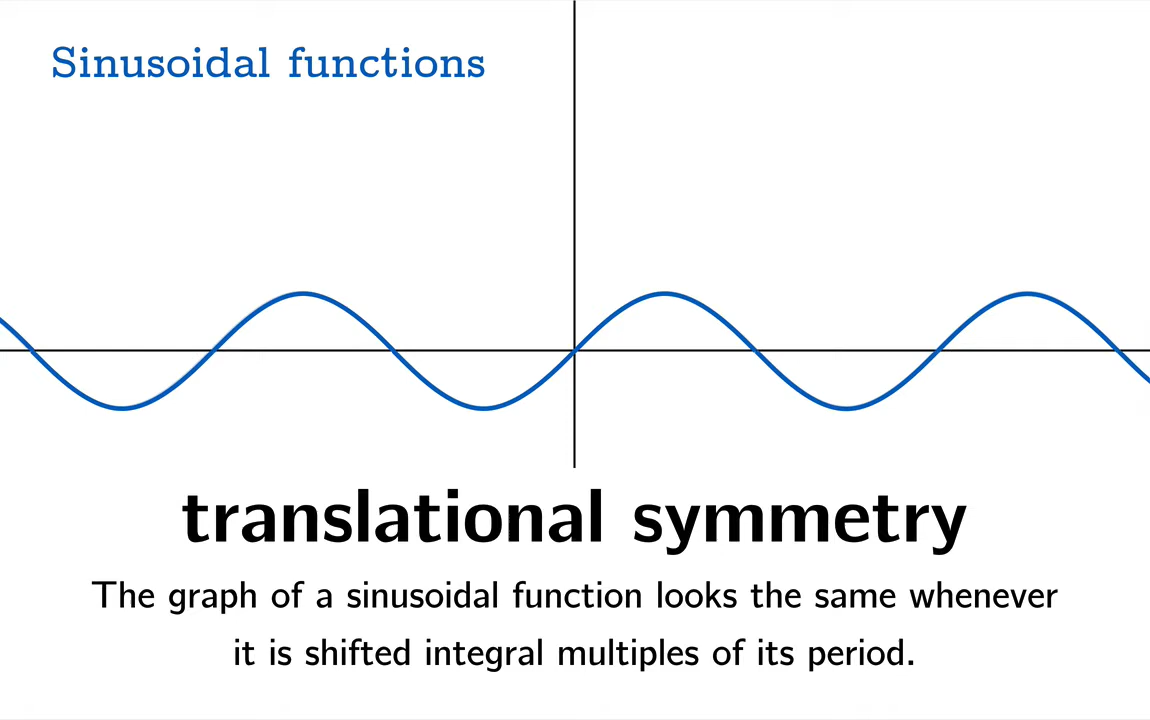 Sinusoidal functions
translational symmetry
The graph of a sinusoidal function looks the same whenever
it is shifted integral multiples of its period.